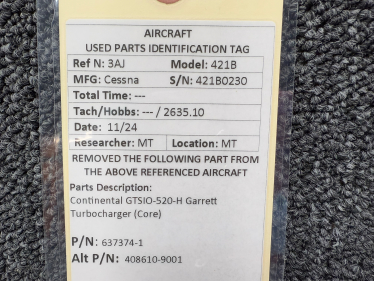 AIRCRAFT
USED PARTS IDENTIFICATION TAG
Ref N: 3AJ Model: 421B
MFG: Cessna S/N: 421B0230
Total Time: ---
Tach/Hobbs: --- / 2635.10
Date: 11/24
Researcher: MT Location: MT
REMOVED THE FOLLOWING PART FROM
THE ABOVE REFERENCED AIRCRAFT
Parts Description:
Continental GTSIO-520-H Garrett
Turbocharger (Core)
P/N: 637374-1
Alt P/N: 408610-9001